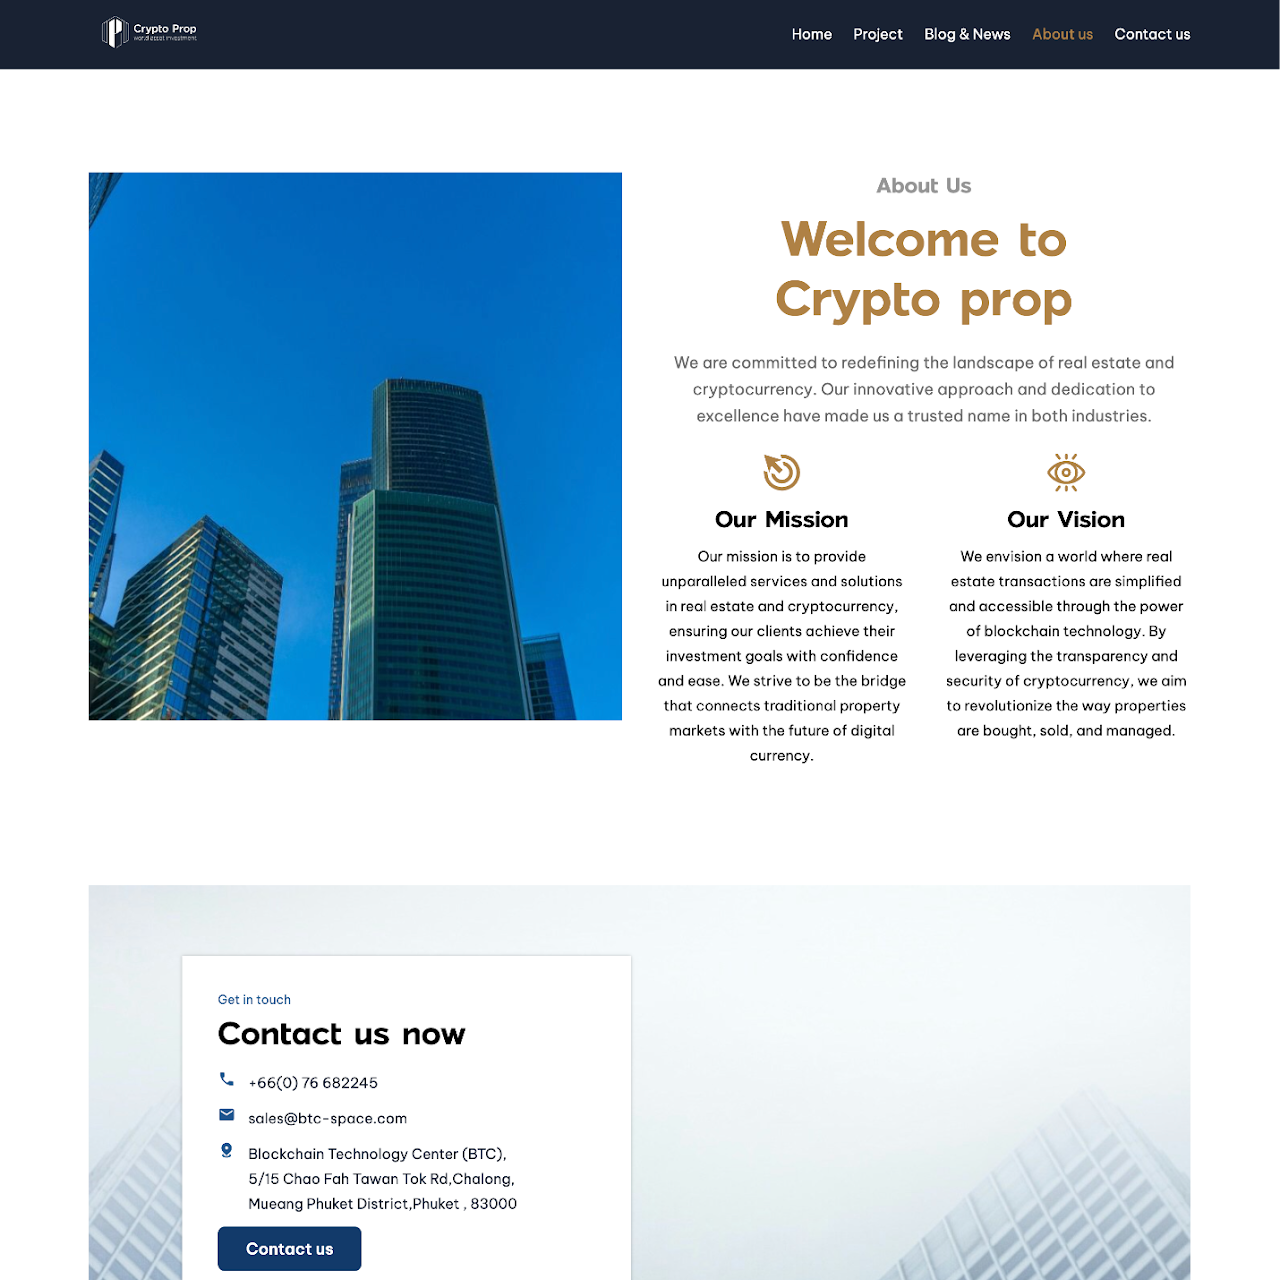 Crypto Prop
world asset investment
Home Project Blog & News About us Contact us
About Us
Welcome to
Crypto prop
We are committed to redefining the landscape of real estate and
cryptocurrency. Our innovative approach and dedication to
excellence have made us a trusted name in both industries.
Our Mission
Our mission is to provide
unparalleled services and solutions
in real estate and cryptocurrency,
ensuring our clients achieve their
investment goals with confidence
and ease. We strive to be the bridge
that connects traditional property
markets with the future of digital
currency.
Our Vision
We envision a world where real
estate transactions are simplified
and accessible through the power
of blockchain technology. By
leveraging the transparency and
security of cryptocurrency, we aim
to revolutionize the way properties
are bought, sold, and managed.
Get in touch
Contact us now
+66(0) 76 682245
sales@btc-space.com
Blockchain Technology Center (BTC),
5/15 Chao Fah Tawan Tok Rd,Chalong,
Mueang Phuket District,Phuket , 83000
Contact us